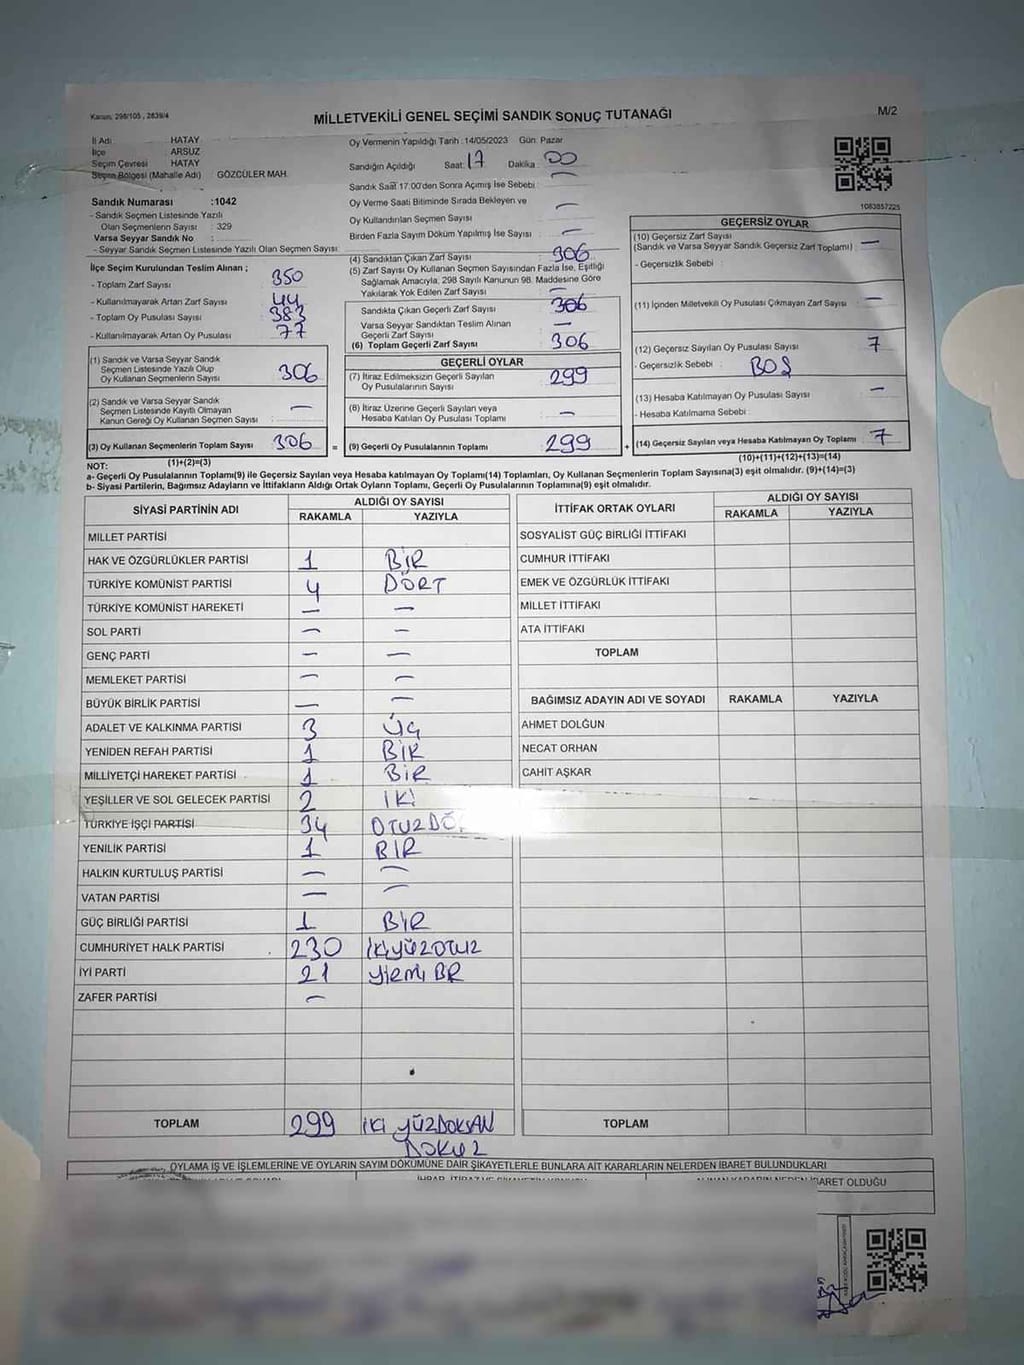 Kanun: 298/105 , 2839/4
MİLLETVEKİLİ GENEL SEÇİMİ SANDIK SONUÇ TUTANAĞI
M/2
İl Adı HATAY
İlçe ARSUZ
Seçim Çevresi HATAY
Seçim Bölgesi (Mahalle Adı) : GÖZCÜLER MAH.
Sandık Numarası :1042
- Sandık Seçmen Listesinde Yazılı
Olan Seçmenlerin Sayısı : 329
Varsa Seyyar Sandık No :
- Seyyar Sandık Seçmen Listesinde Yazılı Olan Seçmen Sayısı:
Oy Vermenin Yapıldığı Tarih :14/05/2023 Gün: Pazar
Sandığın Açıldığı Saat: 17 Dakika : 00
Sandık Saat 17.00'den Sonra Açımış İse Sebebi : —
Oy Verme Saati Bitiminde Sırada Bekleyen ve
Oy Kullandırılan Seçmen Sayısı : —
Birden Fazla Sayım Döküm Yapılmış İse Sayısı : —
1083857225
İlçe Seçim Kurulundan Teslim Alınan ;
- Toplam Zarf Sayısı : 350
- Kullanılmayarak Artan Zarf Sayısı : 44
- Toplam Oy Pusulası Sayısı : 383
- Kullanılmayarak Artan Oy Pusulası : 77
(1) Sandık ve Varsa Seyyar Sandık
Seçmen Listesinde Yazılı Olup
Oy Kullanan Seçmenlerin Sayısı : 306
(2) Sandık ve Varsa Seyyar Sandık
Seçmen Listesinde Kayıtlı Olmayan
Kanun Gereği Oy Kullanan Seçmen Sayısı : —
(3) Oy Kullanan Seçmenlerin Toplam Sayısı : 306 =
(4) Sandıktan Çıkan Zarf Sayısı : 306
(5) Zarf Sayısı Oy Kullanan Seçmen Sayısından Fazla İse, Eşitliği
Sağlamak Amacıyla, 298 Sayılı Kanunun 98. Maddesine Göre
Yakılarak Yok Edilen Zarf Sayısı : —
Sandıkta Çıkan Geçerli Zarf Sayısı : 306
Varsa Seyyar Sandıktan Teslim Alınan
Geçerli Zarf Sayısı : —
(6) Toplam Geçerli Zarf Sayısı : 306
GEÇERLİ OYLAR
(7) İtiraz Edilmeksizin Geçerli Sayılan
Oy Pusulalarının Sayısı : 299
(8) İtiraz Üzerine Geçerli Sayılan veya
Hesaba Katılan Oy Pusulası Toplamı : —
(9) Geçerli Oy Pusulalarının Toplamı : 299 +
GEÇERSİZ OYLAR
(10) Geçersiz Zarf Sayısı
(Sandık ve Varsa Seyyar Sandık Geçersiz Zarf Toplamı) : —
- Geçersizlik Sebebi :
(11) İçinden Milletvekili Oy Pusulası Çıkmayan Zarf Sayısı : —
(12) Geçersiz Sayılan Oy Pusulası Sayısı : 7
- Geçersizlik Sebebi : BOŞ
(13) Hesaba Katılmayan Oy Pusulası Sayısı : —
- Hesaba Katılmama Sebebi :
(14) Geçersiz Sayılan veya Hesaba Katılmayan Oy Toplamı : 7
NOT: (1)+(2)=(3) (10)+(11)+(12)+(13)=(14)
a- Geçerli Oy Pusulalarının Toplamı(9) ile Geçersiz Sayılan veya Hesaba katılmayan Oy Toplamı(14) Toplamları, Oy Kullanan Seçmenlerin Toplam Sayısına(3) eşit olmalıdır. (9)+(14)=(3)
b- Siyasi Partilerin, Bağımsız Adayların ve İttifakların Aldığı Ortak Oyların Toplamı, Geçerli Oy Pusulalarının Toplamına(9) eşit olmalıdır.
SİYASİ PARTİNİN ADI ALDIĞI OY SAYISI
RAKAMLA YAZIYLA
MİLLET PARTİSİ
HAK VE ÖZGÜRLÜKLER PARTİSİ 1 BİR
TÜRKİYE KOMÜNİST PARTİSİ 4 DÖRT
TÜRKİYE KOMÜNİST HAREKETİ — —
SOL PARTİ — —
GENÇ PARTİ — —
MEMLEKET PARTİSİ — —
BÜYÜK BİRLİK PARTİSİ — —
ADALET VE KALKINMA PARTİSİ 3 ÜÇ
YENİDEN REFAH PARTİSİ 1 BİR
MİLLİYETÇİ HAREKET PARTİSİ 1 BİR
YEŞİLLER VE SOL GELECEK PARTİSİ 2 İKİ
TÜRKİYE İŞÇİ PARTİSİ 34
YENİLİK PARTİSİ 1 BIR
HALKIN KURTULUŞ PARTİSİ — —
VATAN PARTİSİ — —
GÜÇ BİRLİĞİ PARTİSİ 1 BİR
CUMHURİYET HALK PARTİSİ 230 İKİYÜZOTUZ
İYİ PARTİ 21 YİRMİ BR
ZAFER PARTİSİ —
TOPLAM 299 İKİ YÜZDOKSAN
DOKUZ
İTTİFAK ORTAK OYLARI ALDIĞI OY SAYISI
RAKAMLA YAZIYLA
SOSYALİST GÜÇ BİRLİĞİ İTTİFAKI
CUMHUR İTTİFAKI
EMEK VE ÖZGÜRLÜK İTTİFAKI
MİLLET İTTİFAKI
ATA İTTİFAKI
TOPLAM
BAĞIMSIZ ADAYIN ADI VE SOYADI RAKAMLA YAZIYLA
AHMET DOLĞUN
NECAT ORHAN
CAHİT AŞKAR
TOPLAM
OYLAMA İŞ VE İŞLEMLERİNE VE OYLARIN SAYIM DÖKÜMÜNE DAİR ŞİKAYETLERLE BUNLARA AİT KARARLARIN NELERDEN İBARET BULUNDUKLARI
İBARET OLDUĞU